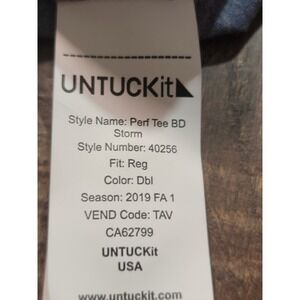 UNTUCKit
Style Name: Perf Tee BD
Storm
Style Number: 40256
Fit: Reg
Color: Dbl
Season: 2019 FA 1
VEND Code: TAV
CA62799
UNTUCKit
USA
www.untuckit.com